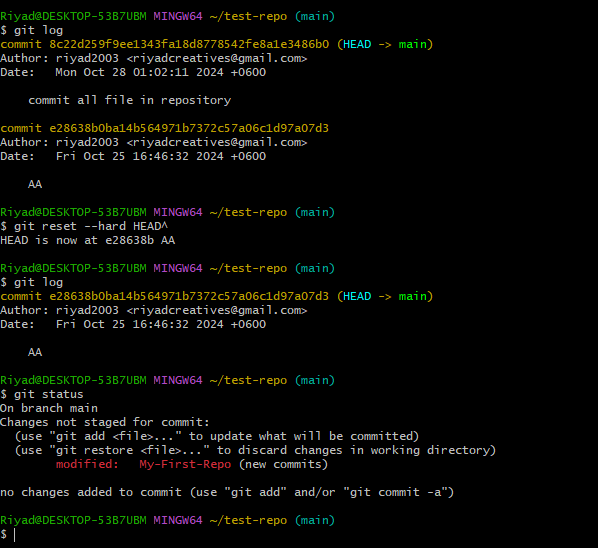 Riyad@DESKTOP-53B7UBM MINGW64 ~/test-repo (main)
$ git log
commit 8c22d259f9ee1343fa18d8778542fe8a1e3486b0 (HEAD -> main)
Author: riyad2003 <riyadcreatives@gmail.com>
Date:   Mon Oct 28 01:02:11 2024 +0600

    commit all file in repository

commit e28638b0ba14b564971b7372c57a06c1d97a07d3
Author: riyad2003 <riyadcreatives@gmail.com>
Date:   Fri Oct 25 16:46:32 2024 +0600

    AA

Riyad@DESKTOP-53B7UBM MINGW64 ~/test-repo (main)
$ git reset --hard HEAD^
HEAD is now at e28638b AA

Riyad@DESKTOP-53B7UBM MINGW64 ~/test-repo (main)
$ git log
commit e28638b0ba14b564971b7372c57a06c1d97a07d3 (HEAD -> main)
Author: riyad2003 <riyadcreatives@gmail.com>
Date:   Fri Oct 25 16:46:32 2024 +0600

    AA

Riyad@DESKTOP-53B7UBM MINGW64 ~/test-repo (main)
$ git status
On branch main
Changes not staged for commit:
  (use "git add <file>..." to update what will be committed)
  (use "git restore <file>..." to discard changes in working directory)
        modified:   My-First-Repo (new commits)

no changes added to commit (use "git add" and/or "git commit -a")

Riyad@DESKTOP-53B7UBM MINGW64 ~/test-repo (main)
$